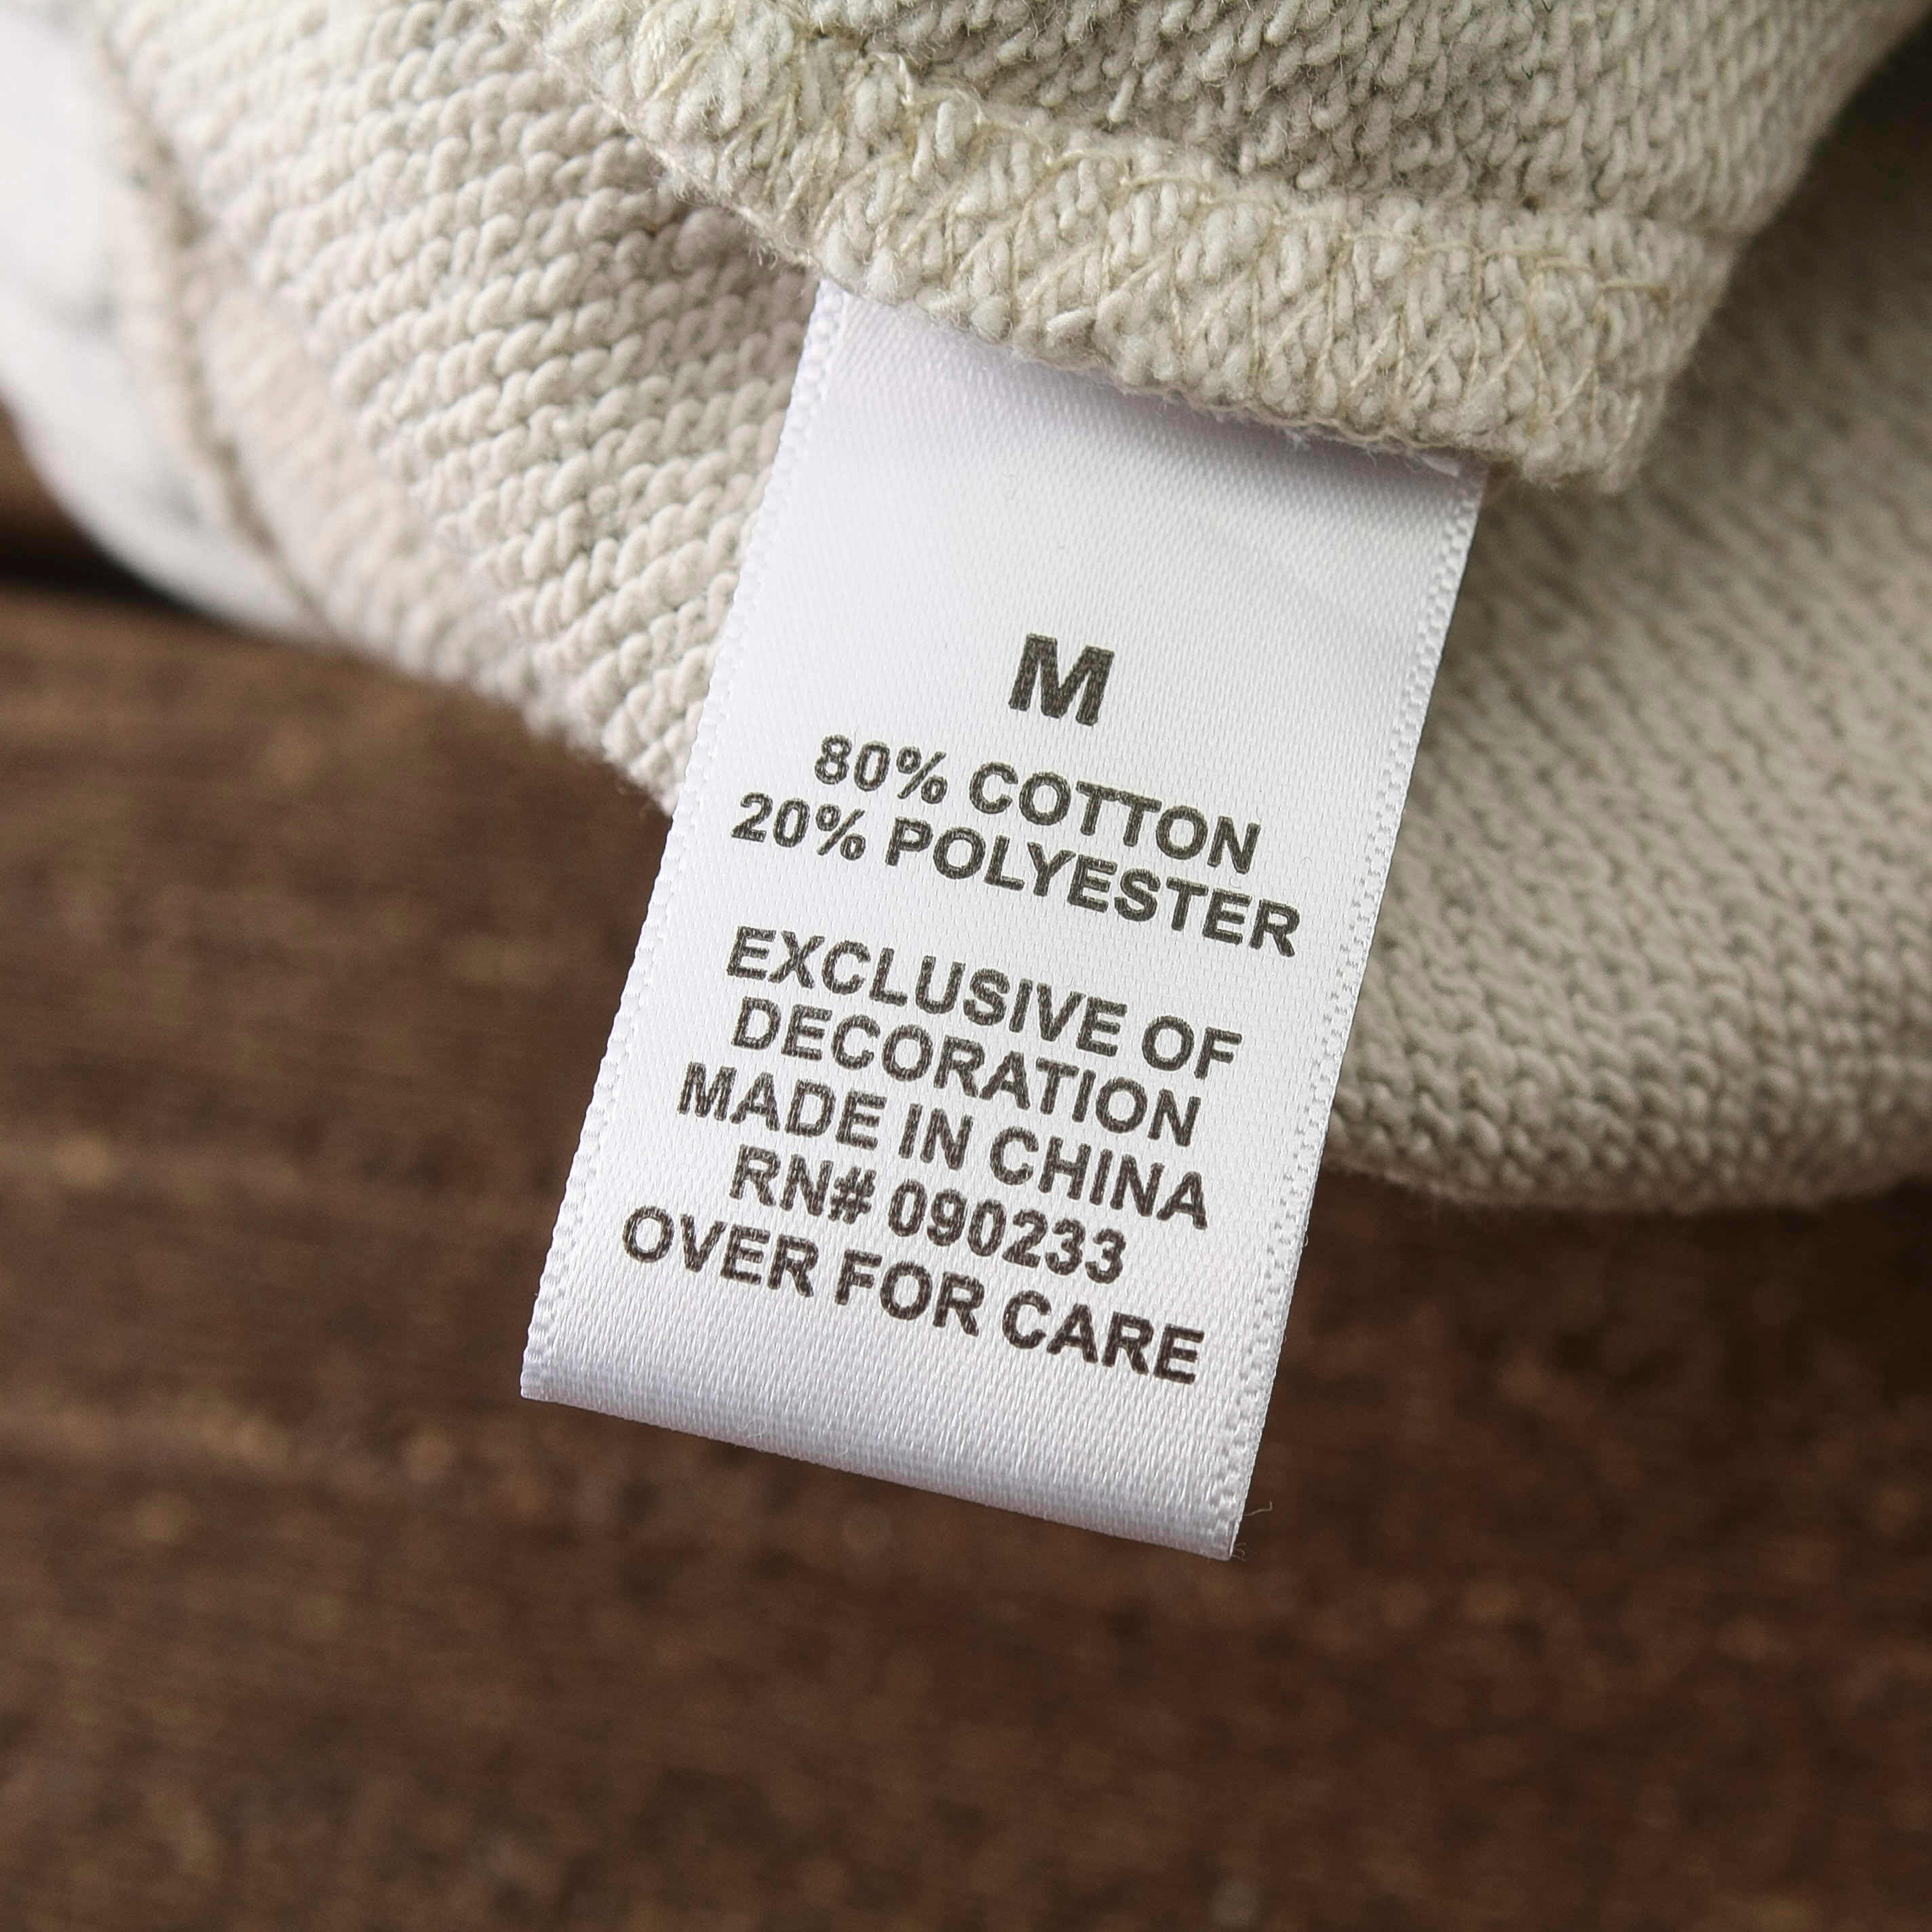 M
80% COTTON
20% POLYESTER
EXCLUSIVE OF
DECORATION
MADE IN CHINA
RN# 090233
OVER FOR CARE